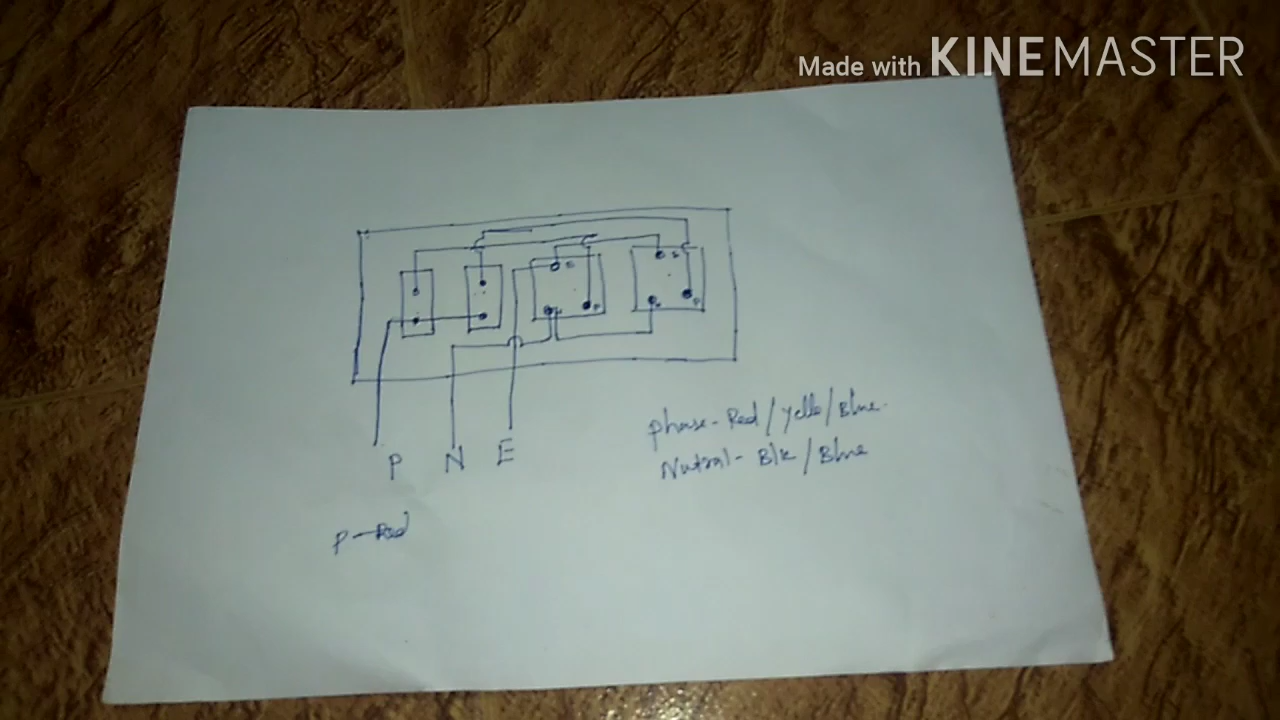 Made with KINEMASTER
P N E
phase - Red / yello / Blue.
Nutral - Blk / Blue
P - Red